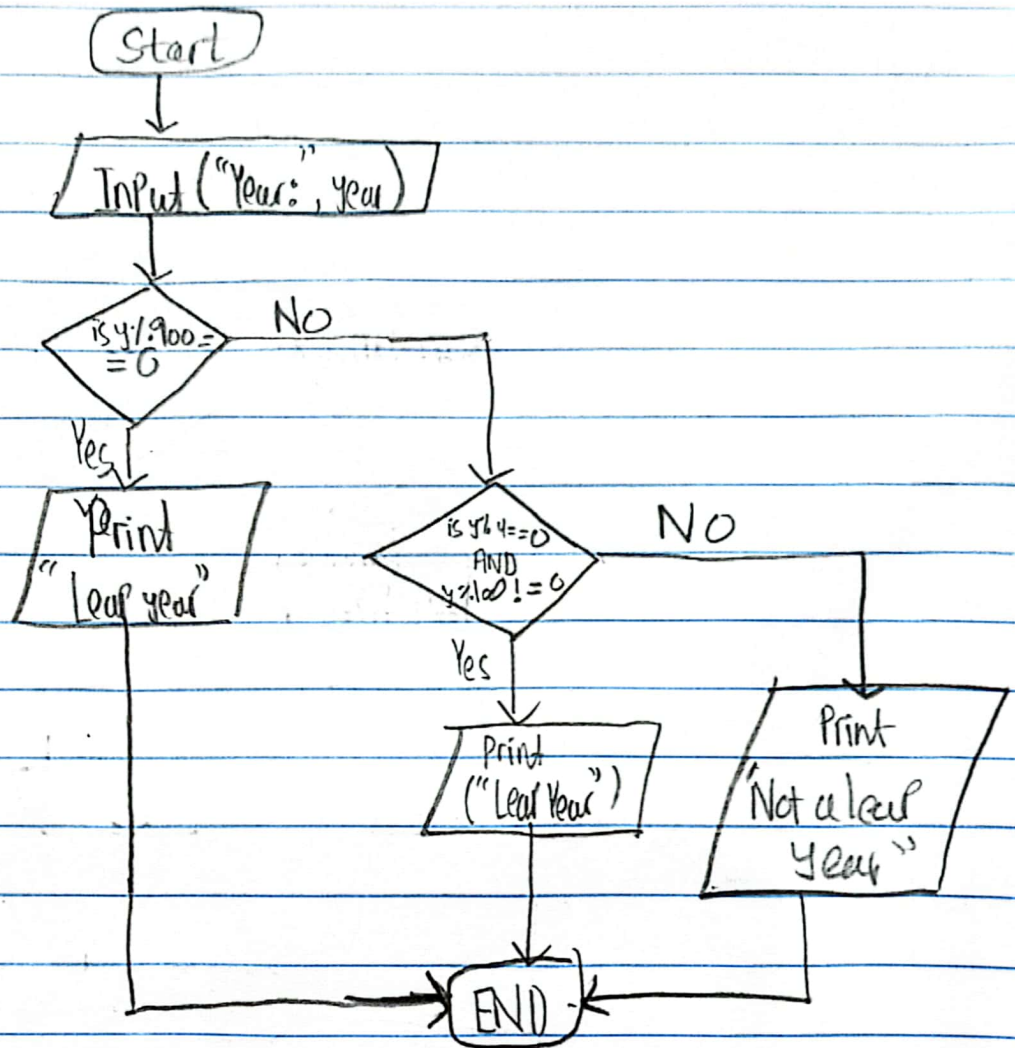 Start
Input ("Year:", year)
is y%900=
=0
NO
Yes
Print
"Leap year"
is y%4==0
AND
y%100!=0
NO
Yes
Print
("Leap Year")
Print
"Not a leap
year"
END